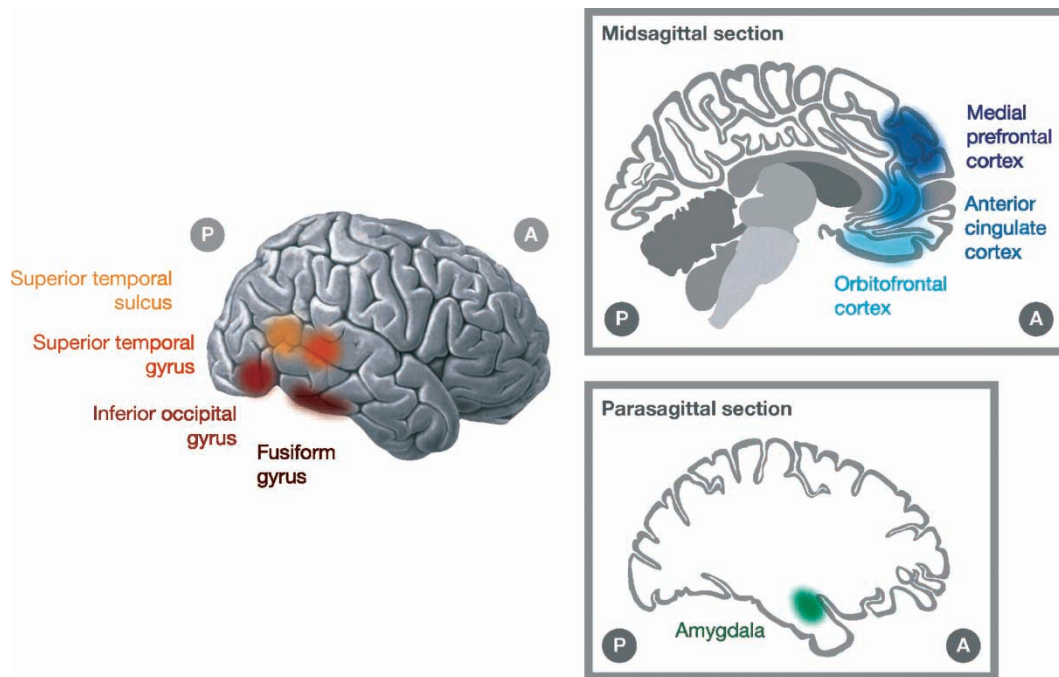 P
A
Superior temporal
sulcus
Superior temporal
gyrus
Inferior occipital
gyrus
Fusiform
gyrus
Midsagittal section
Medial
prefrontal
cortex
Anterior
cingulate
cortex
Orbitofrontal
cortex
P
A
Parasagittal section
Amygdala
P
A